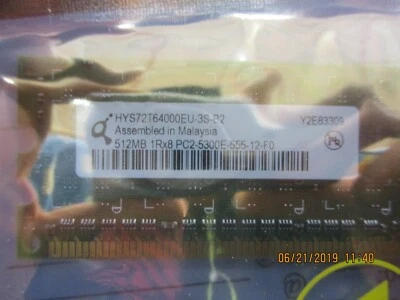 HYS72T64000EU-3S-B2 Y2E83309
Assembled in Malaysia
512MB 1Rx8 PC2-5300E-555-12-F0
06/21/2019 11:40